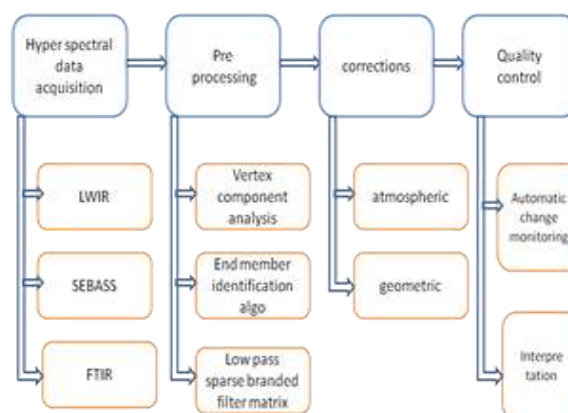 Hyper spectral
data
acquisition
Pre
processing
corrections
Quality
control
LWIR
SEBASS
FTIR
Vertex
component
analysis
End member
identification
algo
Low pass
sparse branded
filter matrix
atmospheric
geometric
Automatic
change
monitoring
Interpre
tation